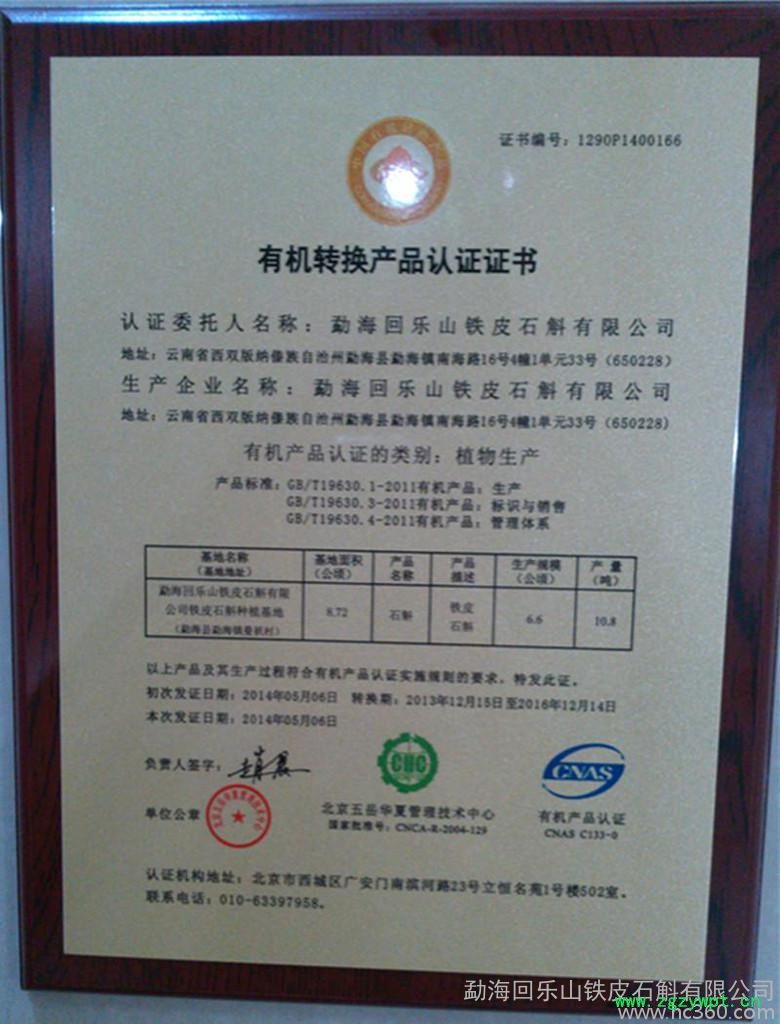 证书编号：1290P1400166
有机转换产品认证证书
认证委托人名称：勐海回乐山铁皮石斛有限公司
地址：云南省西双版纳傣族自治州勐海县勐海镇南海路16号4幢1单元33号（650228）
生产企业名称：勐海回乐山铁皮石斛有限公司
地址：云南省西双版纳傣族自治州勐海县勐海镇南海路16号4幢1单元33号（650228）
有机产品认证的类别：植物生产
产品标准：GB/T19630.1-2011有机产品：生产
GB/T19630.3-2011有机产品：标识与销售
GB/T19630.4-2011有机产品：管理体系
基地名称（基地地址） 基地面积（公顷） 产品名称 产品描述 生产规模（公顷） 产量（吨）
勐海回乐山铁皮石斛有限
公司铁皮石斛种植基地 8.72 石斛 铁皮石斛 6.6 10.8
以上产品及其生产过程符合有机产品认证实施规则的要求，特发此证。
初次发证日期：2014年05月06日 转换期：2013年12月15日至2016年12月14日
本次发证日期：2014年05月06日
负责人签字：
CHC
CNAS
单位公章
北京五岳华夏管理技术中心
国家批准号：CNCA-R-2004-129
有机产品认证
CNAS C133-0
认证机构地址：北京市西城区广安门南滨河路23号立恒名苑1号楼502室。
联系电话：010-63397958。
勐海回乐山铁皮石斛有限公司
www.zgzywpt.cn
www.hc360.com